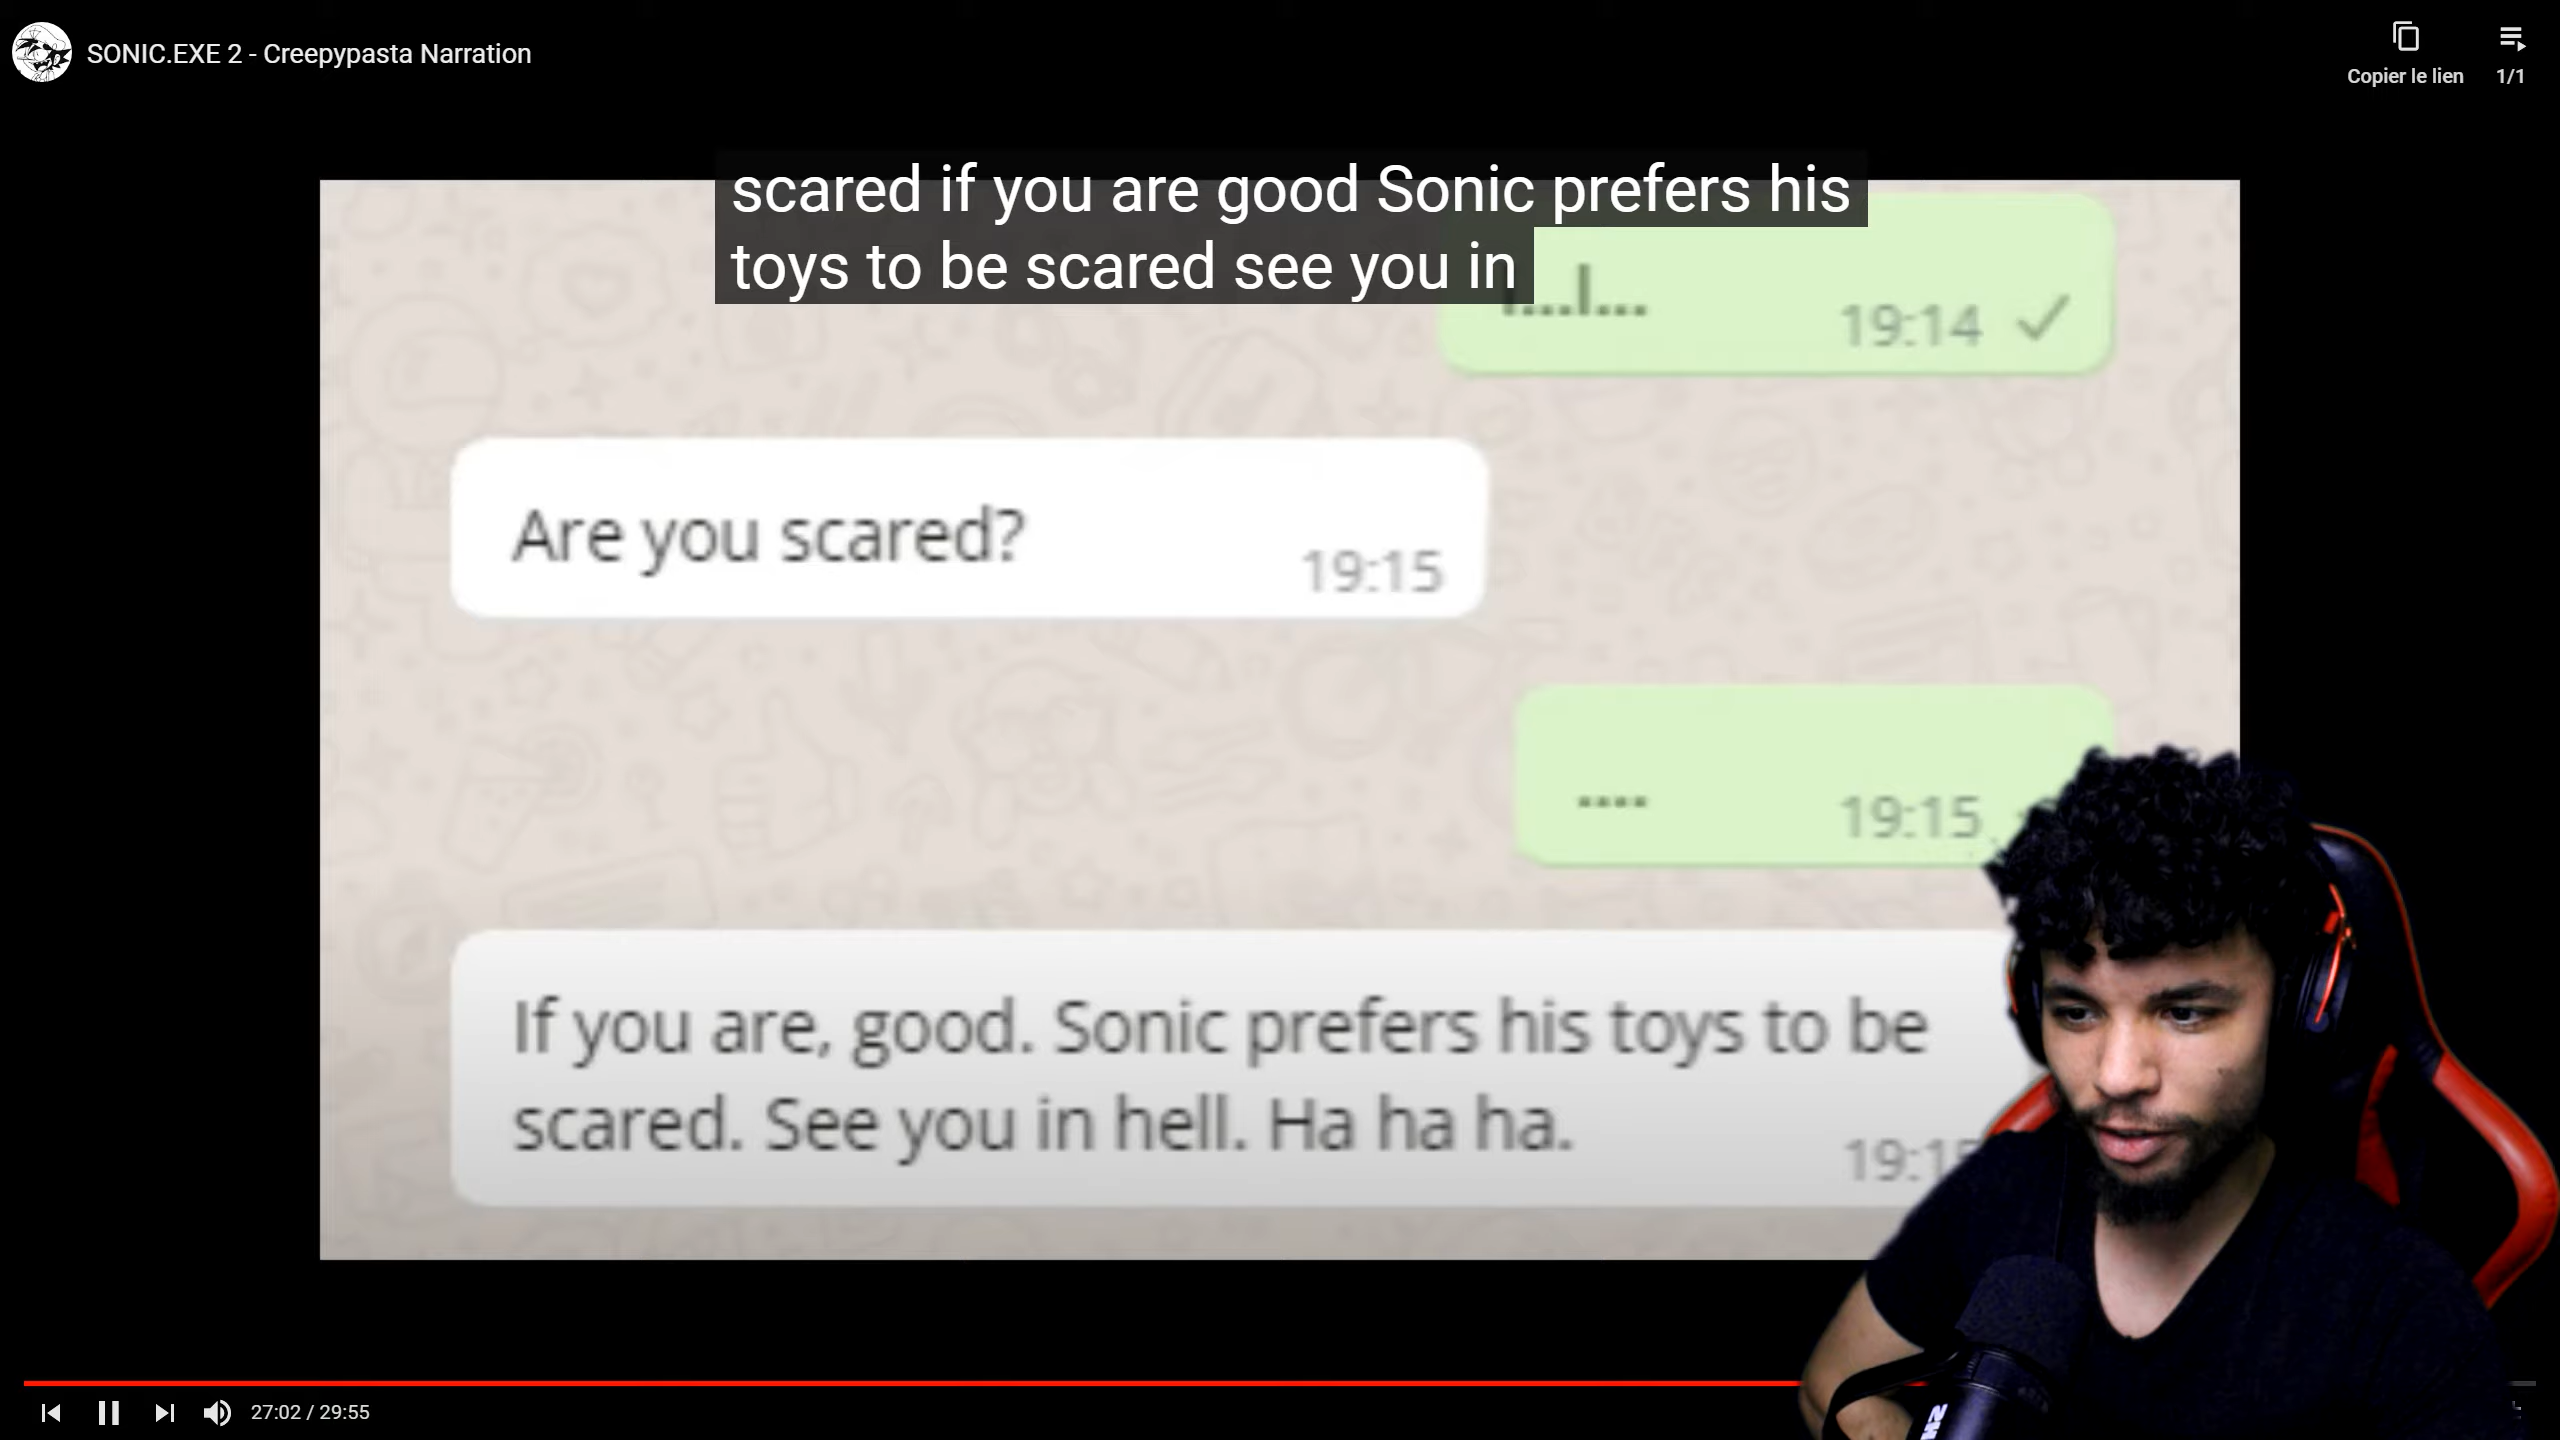 SONIC.EXE 2 - Creepypasta Narration
Copier le lien
1/1
scared if you are good Sonic prefers his
toys to be scared see you in
19:14
Are you scared?
19:15
....
19:15
If you are, good. Sonic prefers his toys to be
scared. See you in hell. Ha ha ha.
27:02 / 29:55